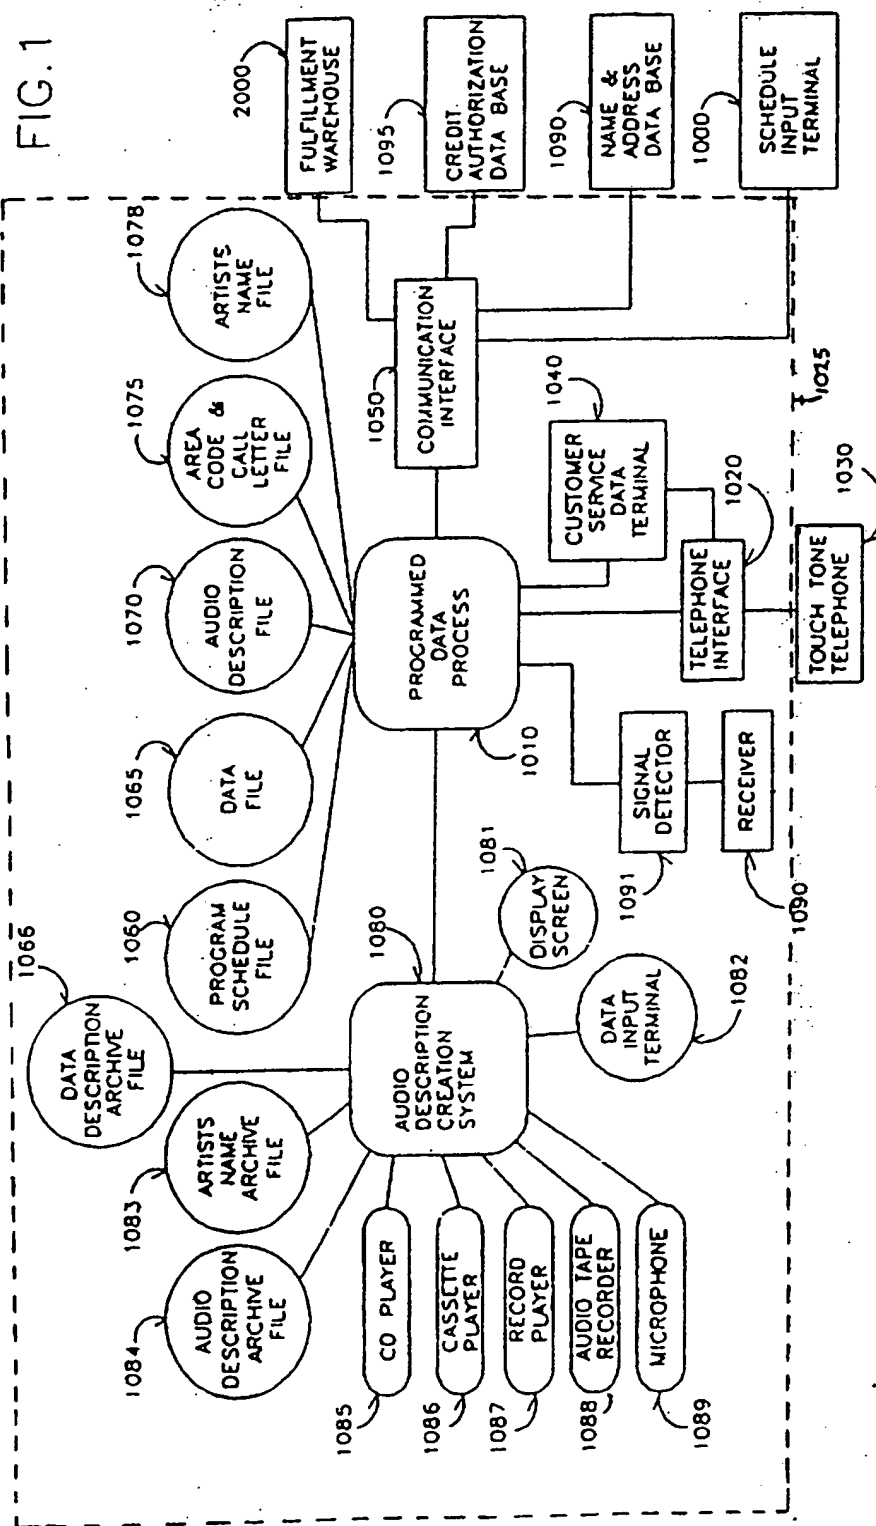 FIG.1
2000
FULFILLMENT
WAREHOUSE
1095
CREDIT
AUTHORIZATION
DATA BASE
1090
NAME &
ADDRESS
DATA BASE
1000
SCHEDULE
INPUT
TERMINAL
1078
ARTISTS
NAME
FILE
1075
AREA
CODE &
CALL
LETTER
FILE
1070
AUDIO
DESCRIPTION
FILE
1065
DATA
FILE
1060
PROGRAM
SCHEDULE
FILE
1066
DATA
DESCRIPTION
ARCHIVE
FILE
1083
ARTISTS
NAME
ARCHIVE
FILE
1084
AUDIO
DESCRIPTION
ARCHIVE
FILE
1050
COMMUNICATION
INTERFACE
1040
CUSTOMER
SERVICE
DATA
TERMINAL
1025
PROGRAMMED
DATA
PROCESS
1010
1020
TELEPHONE
INTERFACE
1030
TOUCH TONE
TELEPHONE
SIGNAL
DETECTOR
1091
RECEIVER
1090
1080
AUDIO
DESCRIPTION
CREATION
SYSTEM
1081
DISPLAY
SCREEN
DATA
INPUT
TERMINAL
1082
CD PLAYER
1085
CASSETTE
PLAYER
1086
RECORD
PLAYER
1087
AUDIO TAPE
RECORDER
1088
MICROPHONE
1089